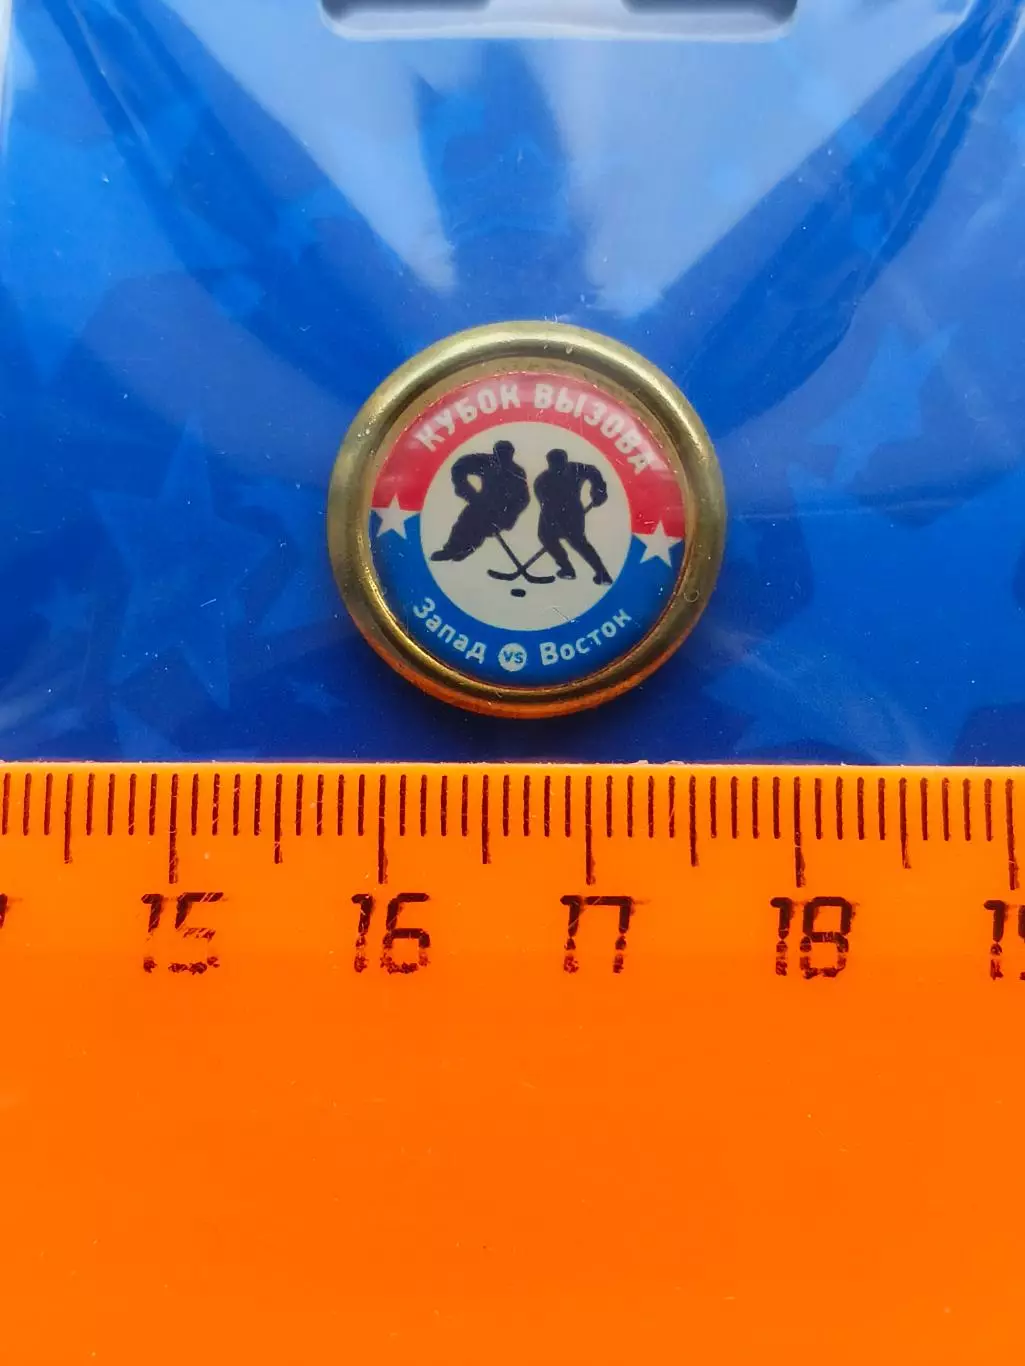 КУБОК ВЫЗОВА
Запад vs Восток
15 16 17 18